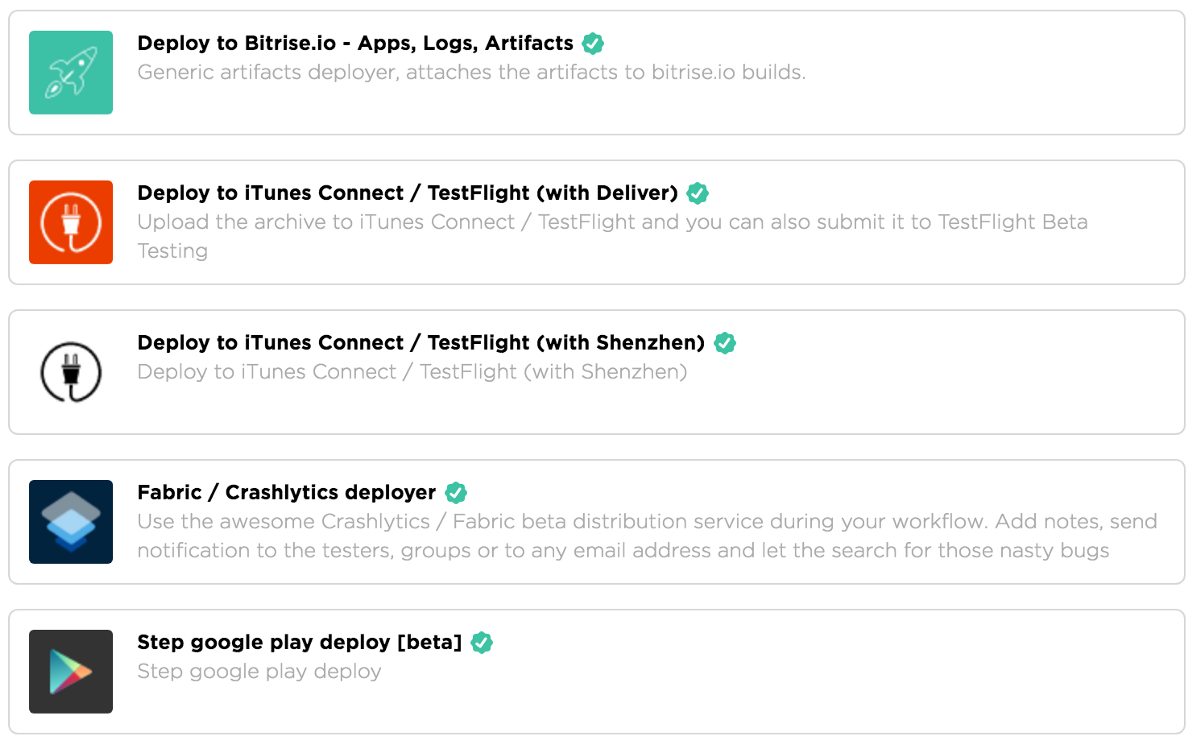 Deploy to Bitrise.io - Apps, Logs, Artifacts
Generic artifacts deployer, attaches the artifacts to bitrise.io builds.
Deploy to iTunes Connect / TestFlight (with Deliver)
Upload the archive to iTunes Connect / TestFlight and you can also submit it to TestFlight Beta
Testing
Deploy to iTunes Connect / TestFlight (with Shenzhen)
Deploy to iTunes Connect / TestFlight (with Shenzhen)
Fabric / Crashlytics deployer
Use the awesome Crashlytics / Fabric beta distribution service during your workflow. Add notes, send
notification to the testers, groups or to any email address and let the search for those nasty bugs
Step google play deploy [beta]
Step google play deploy